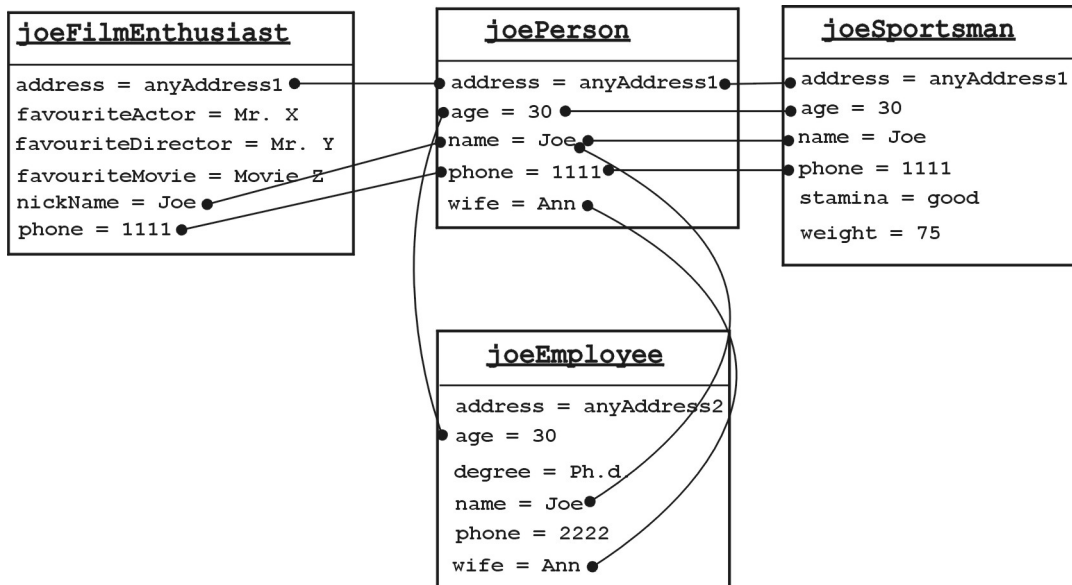 joeFilmEnthusiast
address = anyAddress1
favouriteActor = Mr. X
favouriteDirector = Mr. Y
favouriteMovie = Movie Z
nickName = Joe
phone = 1111
joePerson
address = anyAddress1
age = 30
name = Joe
phone = 1111
wife = Ann
joeSportsman
address = anyAddress1
age = 30
name = Joe
phone = 1111
stamina = good
weight = 75
joeEmployee
address = anyAddress2
age = 30
degree = Ph.d.
name = Joe
phone = 2222
wife = Ann